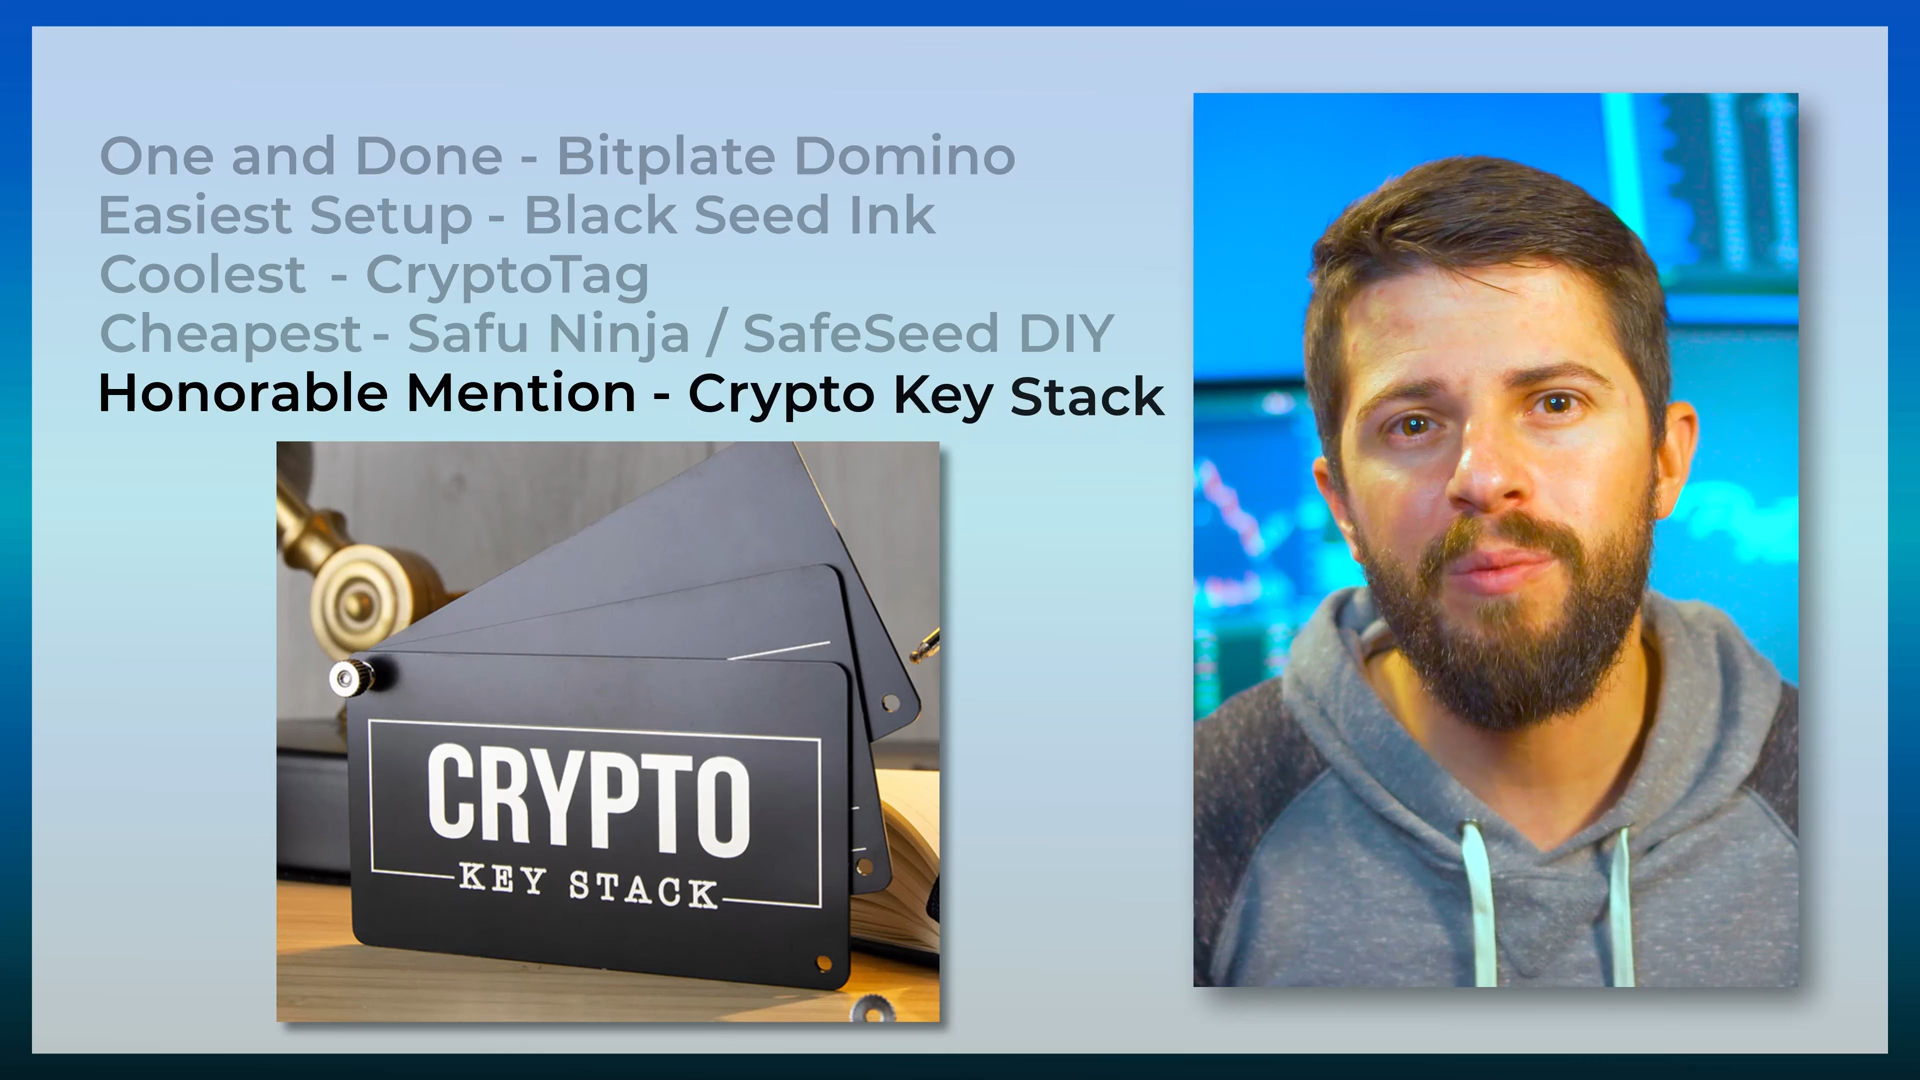 One and Done - Bitplate Domino
Easiest Setup - Black Seed Ink
Coolest - CryptoTag
Cheapest - Safu Ninja / SafeSeed DIY
Honorable Mention - Crypto Key Stack
CRYPTO
KEY STACK